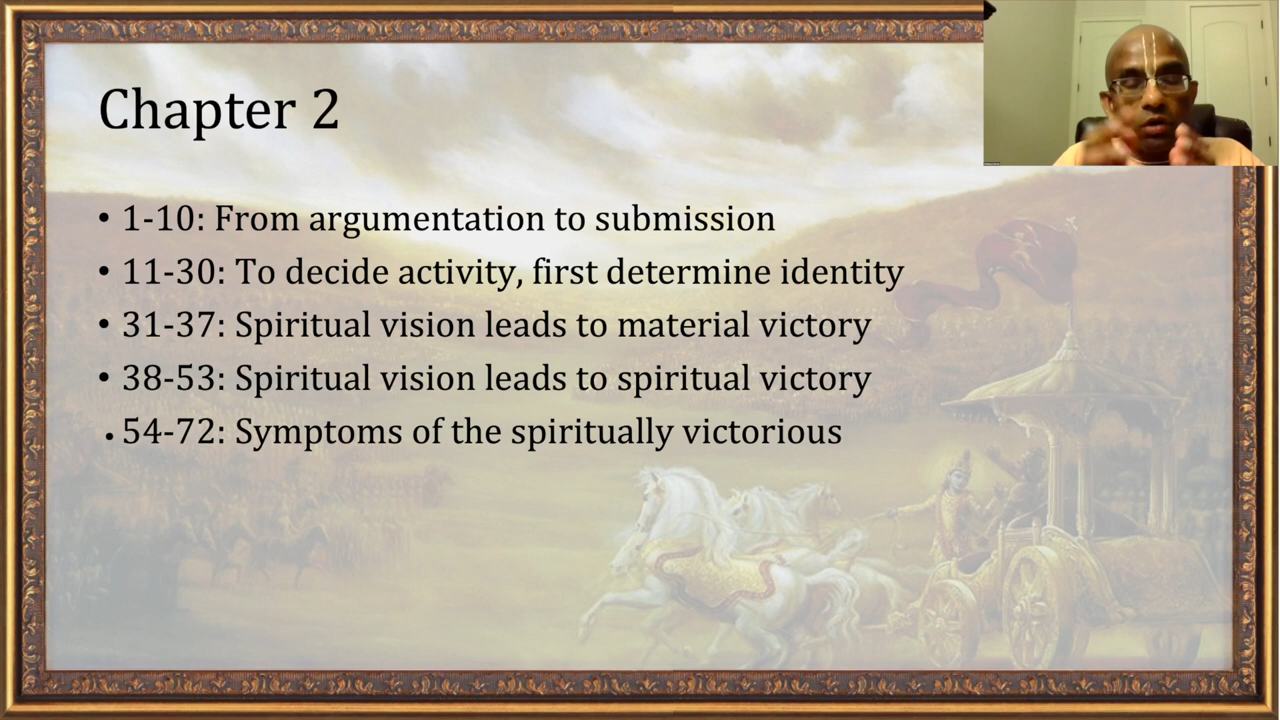 Chapter 2
• 1-10: From argumentation to submission
• 11-30: To decide activity, first determine identity
• 31-37: Spiritual vision leads to material victory
• 38-53: Spiritual vision leads to spiritual victory
• 54-72: Symptoms of the spiritually victorious